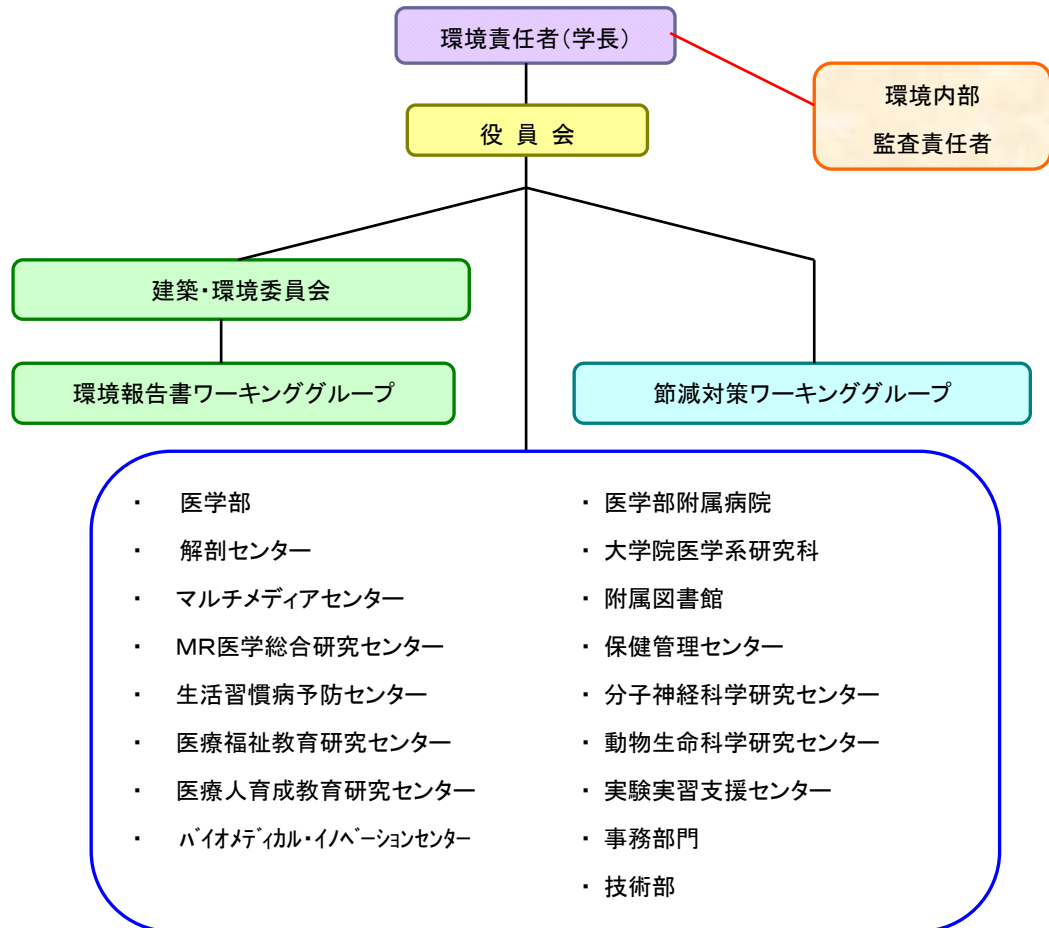 環境責任者（学長）
環境内部
監査責任者
役 員 会
建築・環境委員会
環境報告書ワーキンググループ
節減対策ワーキンググループ
・ 医学部
・ 解剖センター
・ マルチメディアセンター
・ ＭＲ医学総合研究センター
・ 生活習慣病予防センター
・ 医療福祉教育研究センター
・ 医療人育成教育研究センター
・ ﾊﾞｲｵﾒﾃﾞｨｶﾙ・ｲﾉﾍﾞｰｼｮﾝｾﾝﾀｰ
・ 医学部附属病院
・ 大学院医学系研究科
・ 附属図書館
・ 保健管理センター
・ 分子神経科学研究センター
・ 動物生命科学研究センター
・ 実験実習支援センター
・ 事務部門
・ 技術部